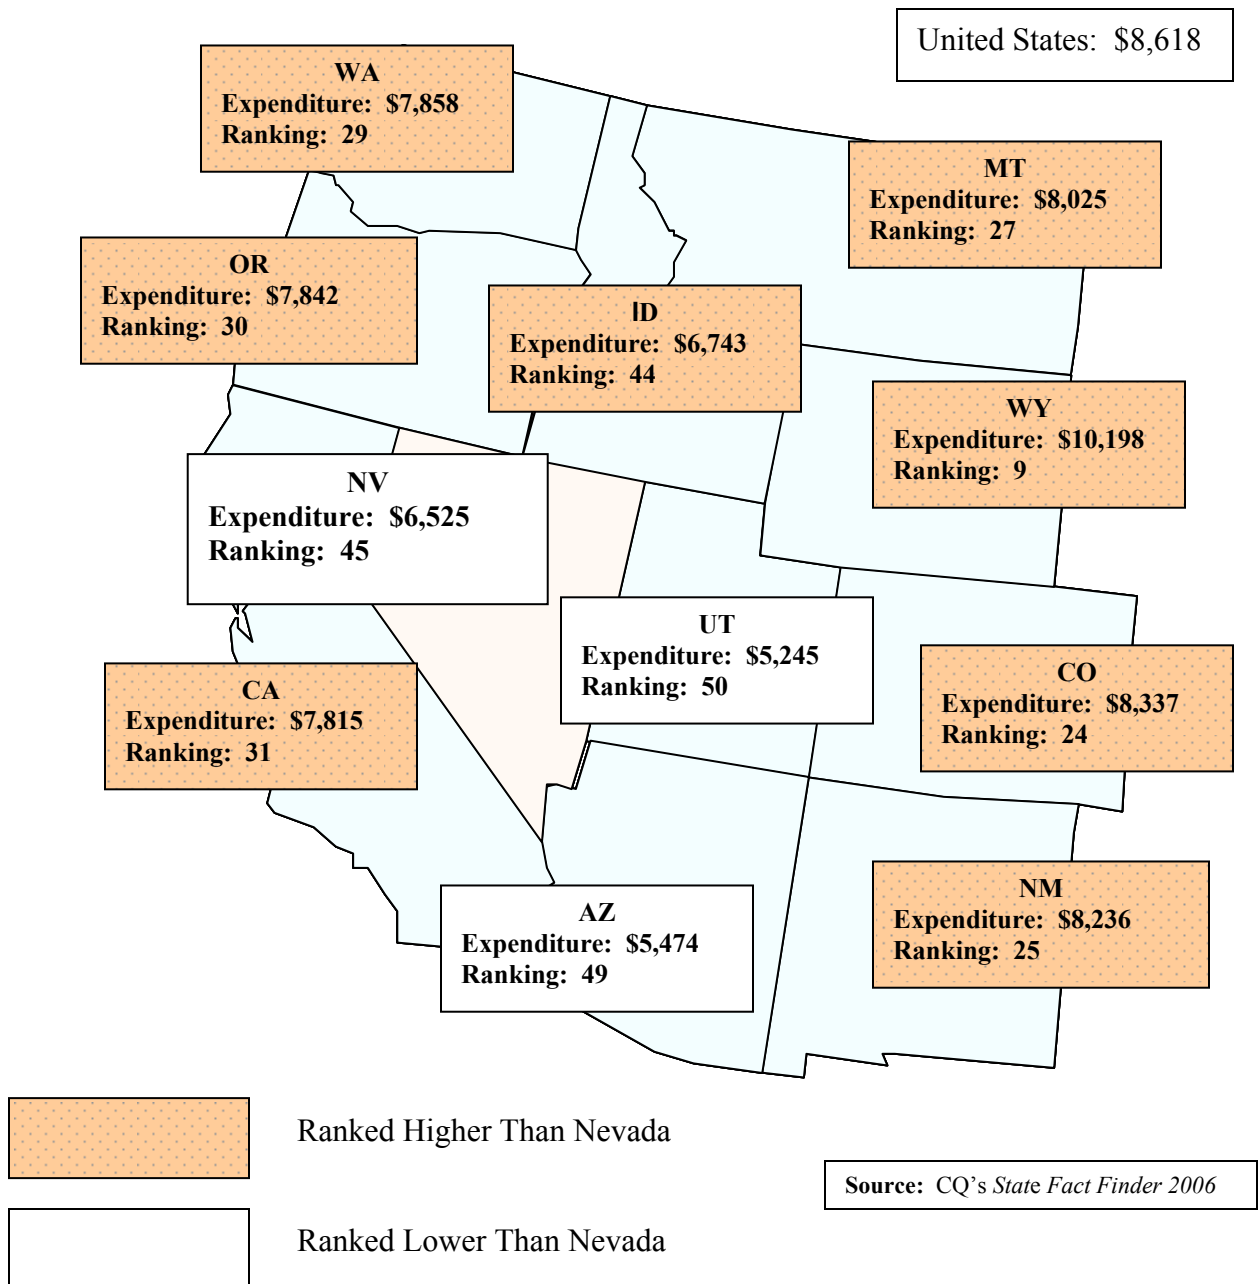 United States: $8,618
WA
Expenditure: $7,858
Ranking: 29
MT
Expenditure: $8,025
Ranking: 27
OR
Expenditure: $7,842
Ranking: 30
ID
Expenditure: $6,743
Ranking: 44
WY
Expenditure: $10,198
Ranking: 9
NV
Expenditure: $6,525
Ranking: 45
UT
Expenditure: $5,245
Ranking: 50
CO
Expenditure: $8,337
Ranking: 24
CA
Expenditure: $7,815
Ranking: 31
NM
Expenditure: $8,236
Ranking: 25
AZ
Expenditure: $5,474
Ranking: 49
Ranked Higher Than Nevada
Source: CQ's State Fact Finder 2006
Ranked Lower Than Nevada